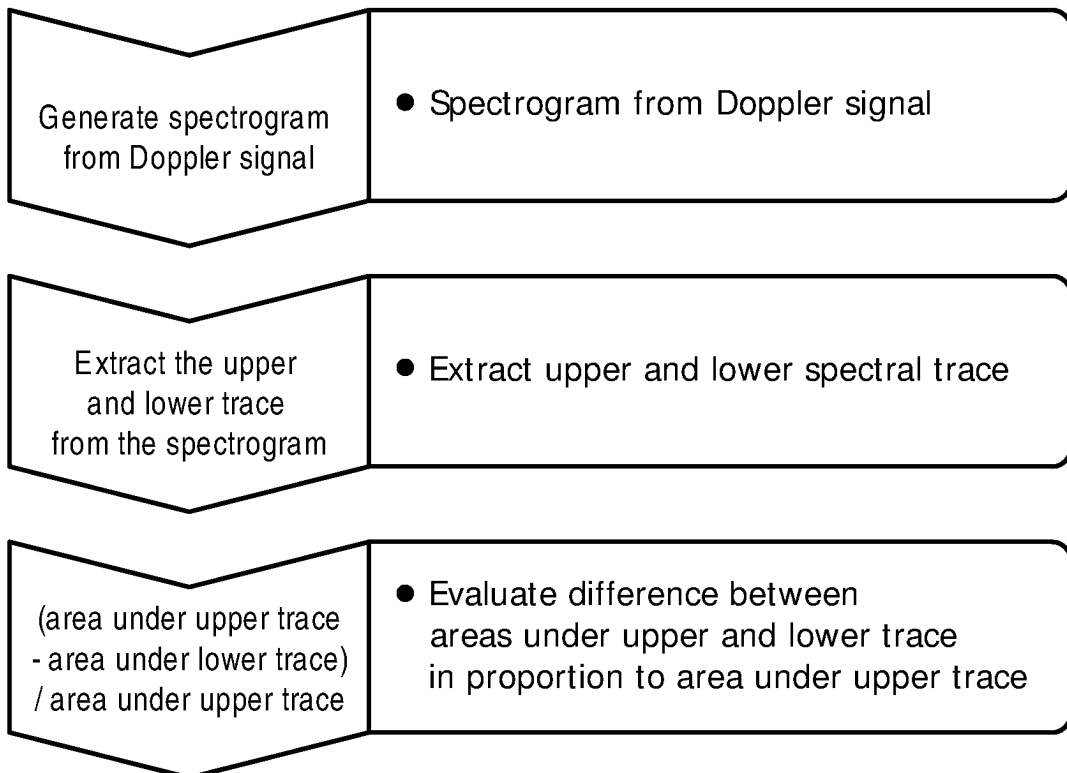 Generate spectrogram
from Doppler signal
● Spectrogram from Doppler signal
Extract the upper
and lower trace
from the spectrogram
● Extract upper and lower spectral trace
(area under upper trace
- area under lower trace)
/ area under upper trace
● Evaluate difference between
areas under upper and lower trace
in proportion to area under upper trace